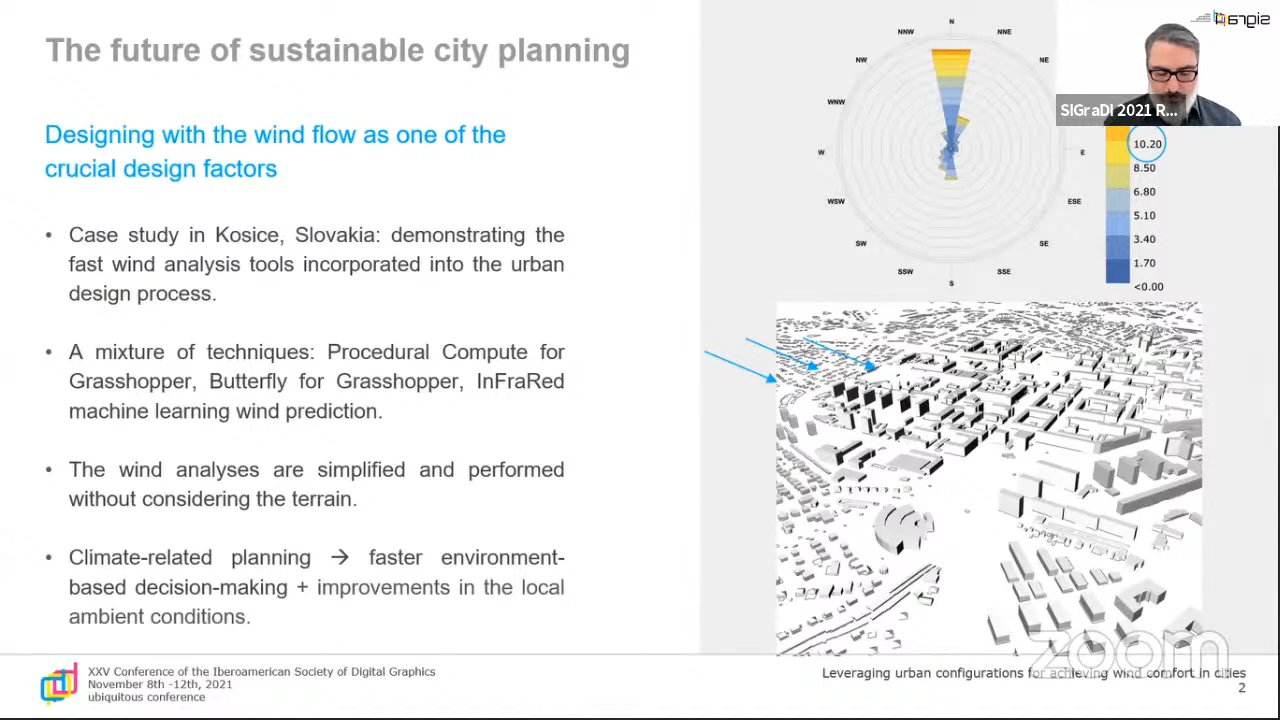 The future of sustainable city planning
Designing with the wind flow as one of the
crucial design factors
• Case study in Kosice, Slovakia: demonstrating the
fast wind analysis tools incorporated into the urban
design process.
• A mixture of techniques: Procedural Compute for
Grasshopper, Butterfly for Grasshopper, InFraRed
machine learning wind prediction.
• The wind analyses are simplified and performed
without considering the terrain.
• Climate-related planning → faster environment-
based decision-making + improvements in the local
ambient conditions.
N
NNW
NNE
NW
NE
WNW
W
E
WSW
ESE
SW
SE
SSW
SSE
S
SIGraDi 2021 R...
10.20
8.50
6.80
5.10
3.40
1.70
<0.00
zoom
XXV Conference of the Iberoamerican Society of Digital Graphics
November 8th -12th, 2021
ubiquitous conference
Leveraging urban configurations for achieving wind comfort in cities
2